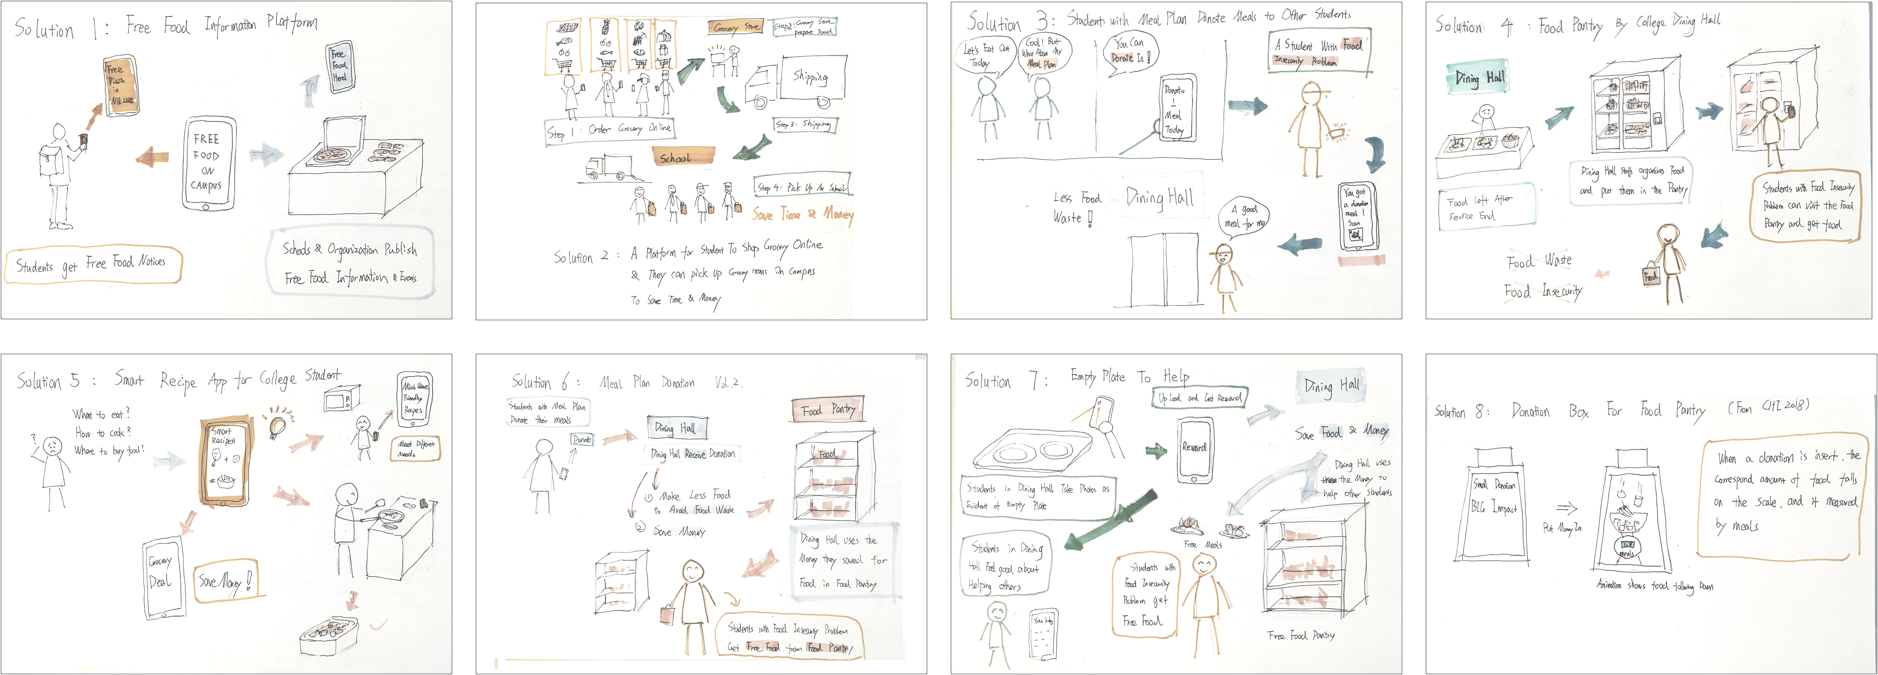 Solution 1: Free Food Information Platform
Free
Pizza
in
Free
Food
Here!
FREE
FOOD
ON
CAMPUS
Students get Free Food Notices
Schools & Organization Publish
Free Food Information & Events
Grocery Store
Step 2: Grocery Store
prepare Food
Shipping
Step 1: Order Grocery Online
Step 3: Shipping
School
Step 4: Pick Up At School
Save Time & Money
Solution 2: A Platform for Student To Shop Grocery Online
& They can pick up Grocery items On Campus
To Save Time & Money
Solution 3: Students with Meal Plan Donate Meals to Other Students
Let's Eat Out
Today
Cool! But
What About My
Meal Plan
You Can
Donate It!
Donate
1
Meal
Today
A Student With Food
Insecurity Problem
You got
a donation
meal!
Scan
Less Food
Waste!
Dining Hall
A good
meal for me
Solution 4: Food Pantry By College Dining Hall
Dining Hall
Food left After
Service End
Dining Hall staff organizes Food
and put them in the Pantry
Students with Food Insecurity
Problem can visit the Food
Pantry and get food
Food
Food Waste
Food Insecurity
Solution 5: Smart Recipe App for College Student
What to eat?
How to cook?
Where to buy food?
Smart
Recipe
Micro Wave
Friendly
Recipes
Meet Different
Needs
Grocery
Deal
Save Money!
Solution 6: Meal Plan Donation Vol.2.
Students with Meal Plan
Donate their meals
Donate
Dining Hall
Dining Hall Receive Donation
① Make Less Food
to Avoid Food Waste
② Save Money
Food Pantry
Food
Dining Hall uses the
Money they saved for
Food in Food Pantry
Students with Food Insecurity Problem
Get Free Food from Food Pantry
Solution 7: Empty Plate To Help
Upload and Get Reward
Reward
Students in Dining Hall Take Photos as
Evident of Empty Plate
Dining Hall
Save Food & Money
Dining Hall uses
the Money to
help other Students
Students in Dining
Hall Feel good about
Helping others
Free Meals
Students with
Food Insecurity
Problem get
Free Food
Free Food Pantry
Solution 8: Donation Box For Food Pantry (From CHI 2018)
Small Donation
BIG Impact
Put Money In
meals
Animation shows food falling Down
When a donation is insert, the
correspond amount of food falls
on the scale, and it measured
by meals